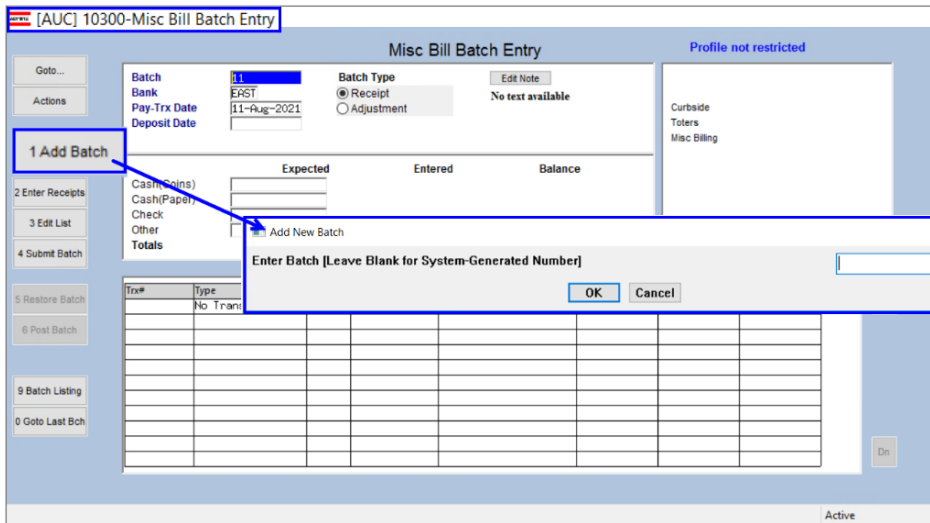 [AUC] 10300-Misc Bill Batch Entry
Misc Bill Batch Entry
Profile not restricted
Goto...
Actions
1 Add Batch
2 Enter Receipts
3 Edit List
4 Submit Batch
5 Restore Batch
6 Post Batch
9 Batch Listing
0 Goto Last Bch
Batch 11
Bank EAST
Pay-Trx Date 11-Aug-2021
Deposit Date
Batch Type
Receipt
Adjustment
Edit Note
No text available
Curbside
Toters
Misc Billing
Expected Entered Balance
Cash(Coins)
Cash(Paper)
Check
Other
Totals
Add New Batch
Enter Batch [Leave Blank for System-Generated Number]
OK Cancel
Trx# Type
No Trans
Dn
Active